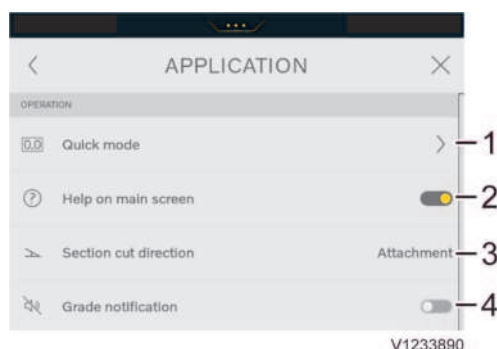 APPLICATION
OPERATION
0.0 Quick mode 1
Help on main screen 2
Section cut direction Attachment 3
Grade notification 4
V1233890